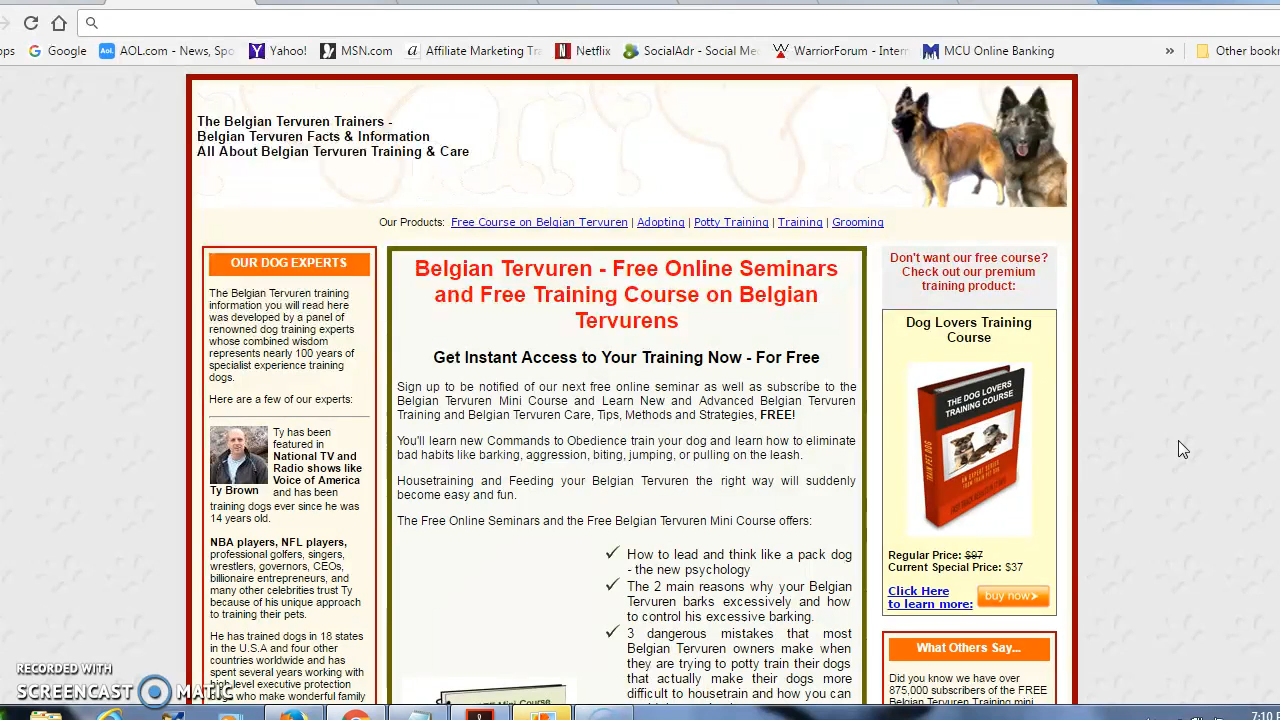 ps Google AOL.com - News, Spo Yahoo! MSN.com Affiliate Marketing Tra Netflix SocialAdr - Social Me WarriorForum - Intern MCU Online Banking » Other book
The Belgian Tervuren Trainers -
Belgian Tervuren Facts & Information
All About Belgian Tervuren Training & Care
Our Products: Free Course on Belgian Tervuren | Adopting | Potty Training | Training | Grooming
OUR DOG EXPERTS
The Belgian Tervuren training
information you will read here
was developed by a panel of
renowned dog training experts
whose combined wisdom
represents nearly 100 years of
specialist experience training
dogs.
Here are a few of our experts:
Ty has been
featured in
National TV and
Radio shows like
Voice of America
Ty Brown and has been
training dogs ever since he was
14 years old.
NBA players, NFL players,
professional golfers, singers,
wrestlers, governors, CEOs,
billionaire entrepreneurs, and
many other celebrities trust Ty
because of his unique approach
to training their pets.
He has trained dogs in 18 states
in the U.S.A and four other
countries worldwide and has
spent several years working with
high level executive protection
who make wonderful family
Belgian Tervuren - Free Online Seminars
and Free Training Course on Belgian
Tervurens
Get Instant Access to Your Training Now - For Free
Sign up to be notified of our next free online seminar as well as subscribe to the
Belgian Tervuren Mini Course and Learn New and Advanced Belgian Tervuren
Training and Belgian Tervuren Care, Tips, Methods and Strategies, FREE!
You'll learn new Commands to Obedience train your dog and learn how to eliminate
bad habits like barking, aggression, biting, jumping, or pulling on the leash.
Housetraining and Feeding your Belgian Tervuren the right way will suddenly
become easy and fun.
The Free Online Seminars and the Free Belgian Tervuren Mini Course offers:
How to lead and think like a pack dog
- the new psychology
The 2 main reasons why your Belgian
Tervuren barks excessively and how
to control his excessive barking.
3 dangerous mistakes that most
Belgian Tervuren owners make when
they are trying to potty train their dogs
that actually make their dogs more
difficult to housetrain and how you can
Mini Course
Don't want our free course?
Check out our premium
training product:
Dog Lovers Training
Course
THE DOG LOVERS
TRAINING COURSE
TRAIN PET DOG
Regular Price: $97
Current Special Price: $37
Click Here
to learn more:
buy now
What Others Say...
Did you know we have over
875,000 subscribers of the FREE
Belgian Tervuren Training mini
RECORDED WITH
SCREENCAST MATIC
7:10 P